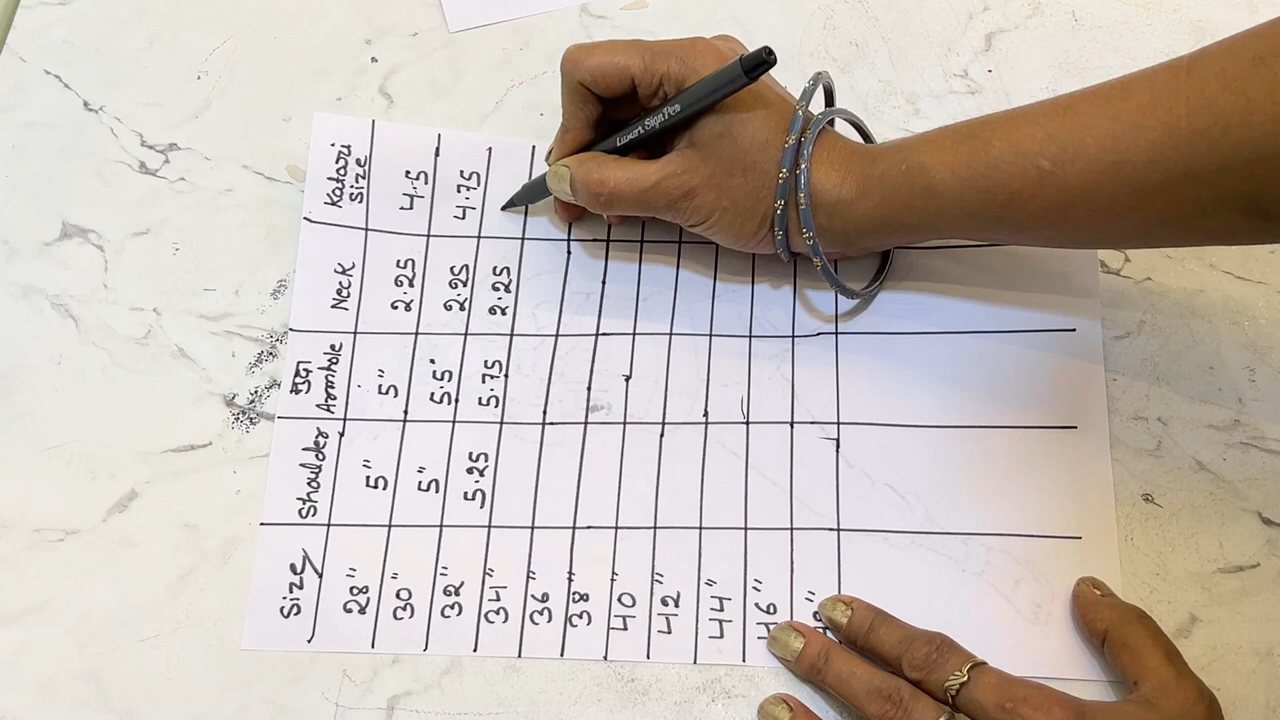 Size Shoulder Armhole Neck Katori Size
28" 5" 5" 2.25 4.5
30" 5" 5.5" 2.25 4.75
32" 5.25 5.75 2.25
34"
36"
38"
40"
42"
44"
46"
Luxor Sign Pen